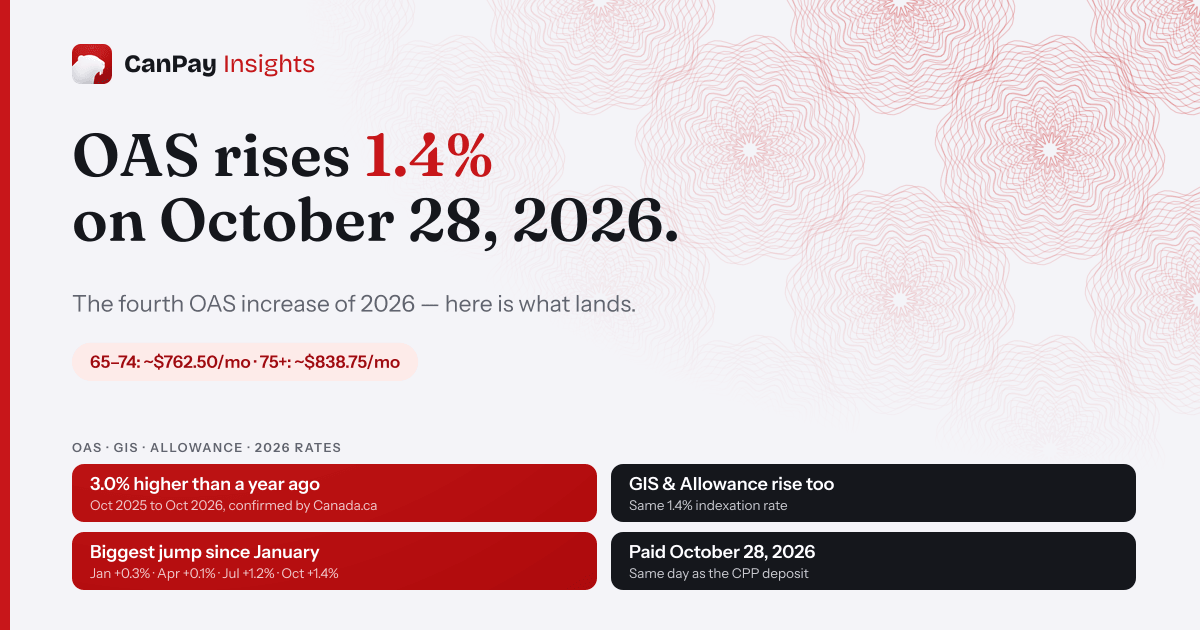 CanPay Insights
OAS rises 1.4%
on October 28, 2026.
The fourth OAS increase of 2026 — here is what lands.
65–74: ~$762.50/mo · 75+: ~$838.75/mo
OAS · GIS · ALLOWANCE · 2026 RATES
3.0% higher than a year ago
Oct 2025 to Oct 2026, confirmed by Canada.ca
GIS & Allowance rise too
Same 1.4% indexation rate
Biggest jump since January
Jan +0.3% · Apr +0.1% · Jul +1.2% · Oct +1.4%
Paid October 28, 2026
Same day as the CPP deposit